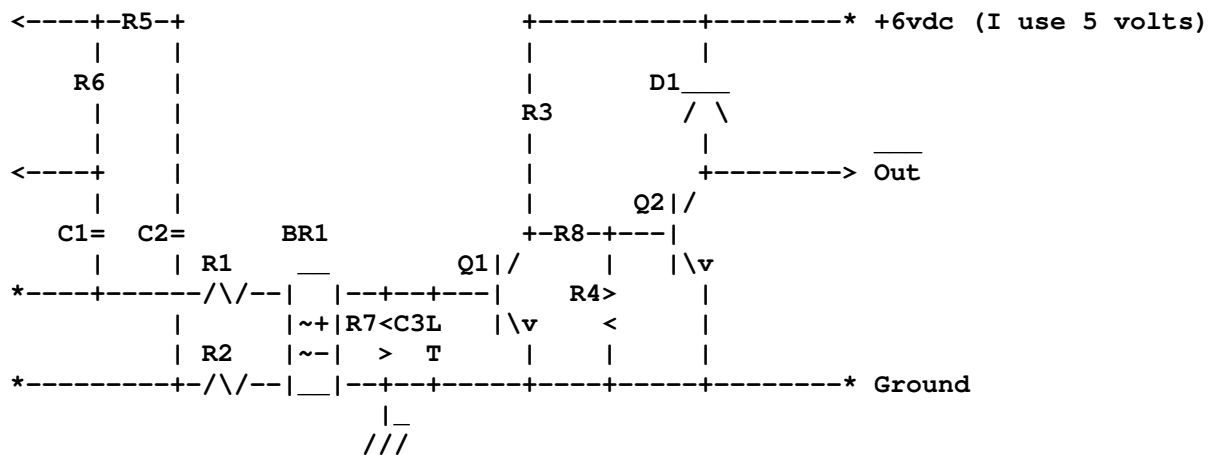 <----+-R5-+                            +----------+---------* +6vdc (I use 5 volts)
     |    |                            |          |
    R6    |                            |        D1___
     |    |                            R3        / \
     |    |                            |          |          ___
<----+    |                            |          +--------> Out
     |    |                            |      Q2|/
   C1=  C2=      BR1                   +-R8-+---|
     |    | R1   __            Q1|/      |    |\v
*----+------/\/--| |--+--+---|     R4>      |
          |      |~+|R7<C3L   |\v    <      |
          | R2   |~-|  >  T     |    |      |
*---------+-/\/--|__|--+--+-----+----+-----+--------* Ground
                      |_
                     ///